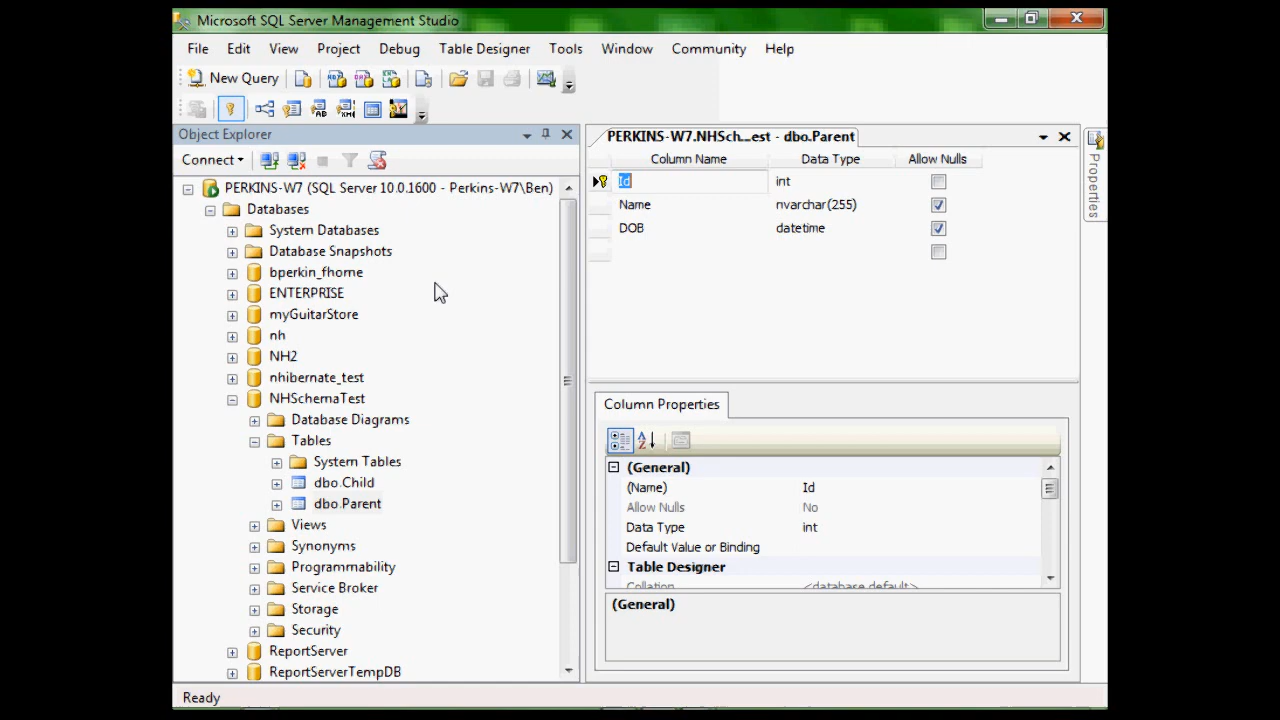 Microsoft SQL Server Management Studio
File Edit View Project Debug Table Designer Tools Window Community Help
New Query
Object Explorer
Connect
PERKINS-W7 (SQL Server 10.0.1600 - Perkins-W7\Ben)
Databases
System Databases
Database Snapshots
bperkin_fhorne
ENTERPRISE
myGuitarStore
nh
NH2
nhibernate_test
NHSchemaTest
Database Diagrams
Tables
System Tables
dbo.Child
dbo.Parent
Views
Synonyms
Programmability
Service Broker
Storage
Security
ReportServer
ReportServerTempDB
PERKINS-W7.NHSch...est - dbo.Parent
Column Name Data Type Allow Nulls
Id int
Name nvarchar(255)
DOB datetime
Column Properties
(General)
(Name) Id
Allow Nulls No
Data Type int
Default Value or Binding
Table Designer
Collation <database default>
(General)
Properties
Ready